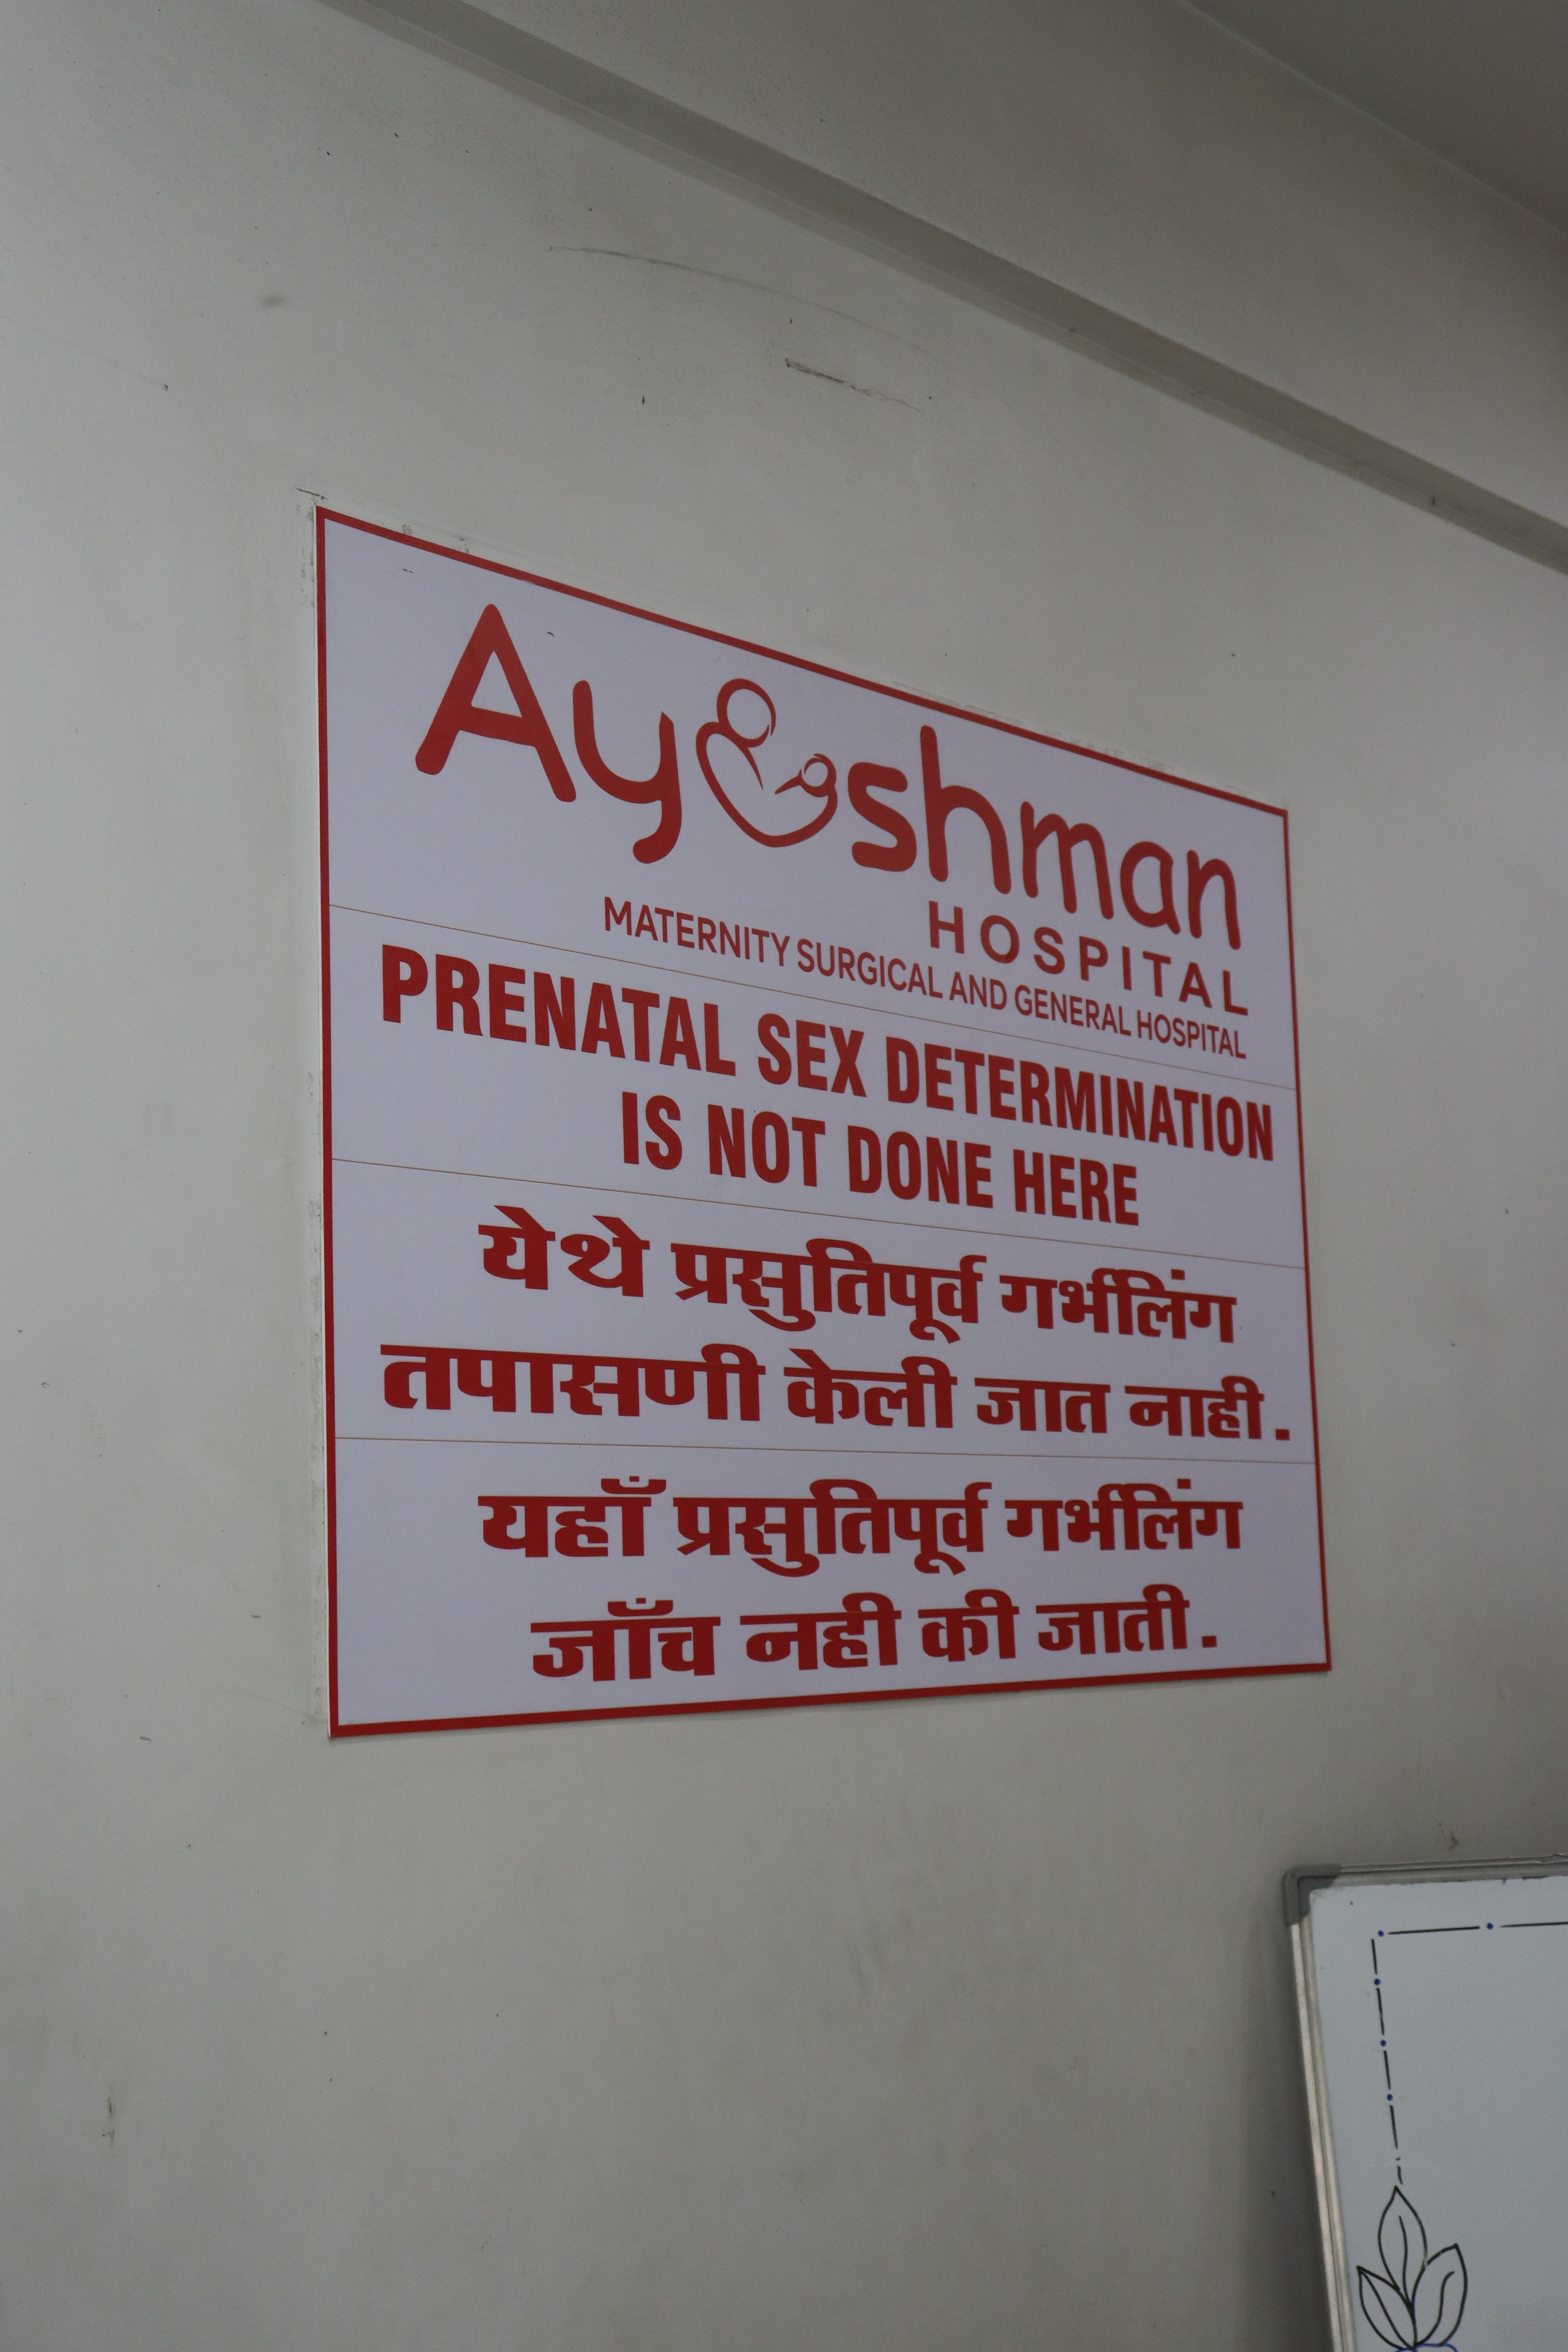 Ayushman
HOSPITAL
MATERNITY SURGICAL AND GENERAL HOSPITAL
PRENATAL SEX DETERMINATION
IS NOT DONE HERE
येथे प्रसुतिपूर्व गर्भलिंग
तपासणी केली जात नाही.
यहाँ प्रसुतिपूर्व गर्भलिंग
जाँच नही की जाती.